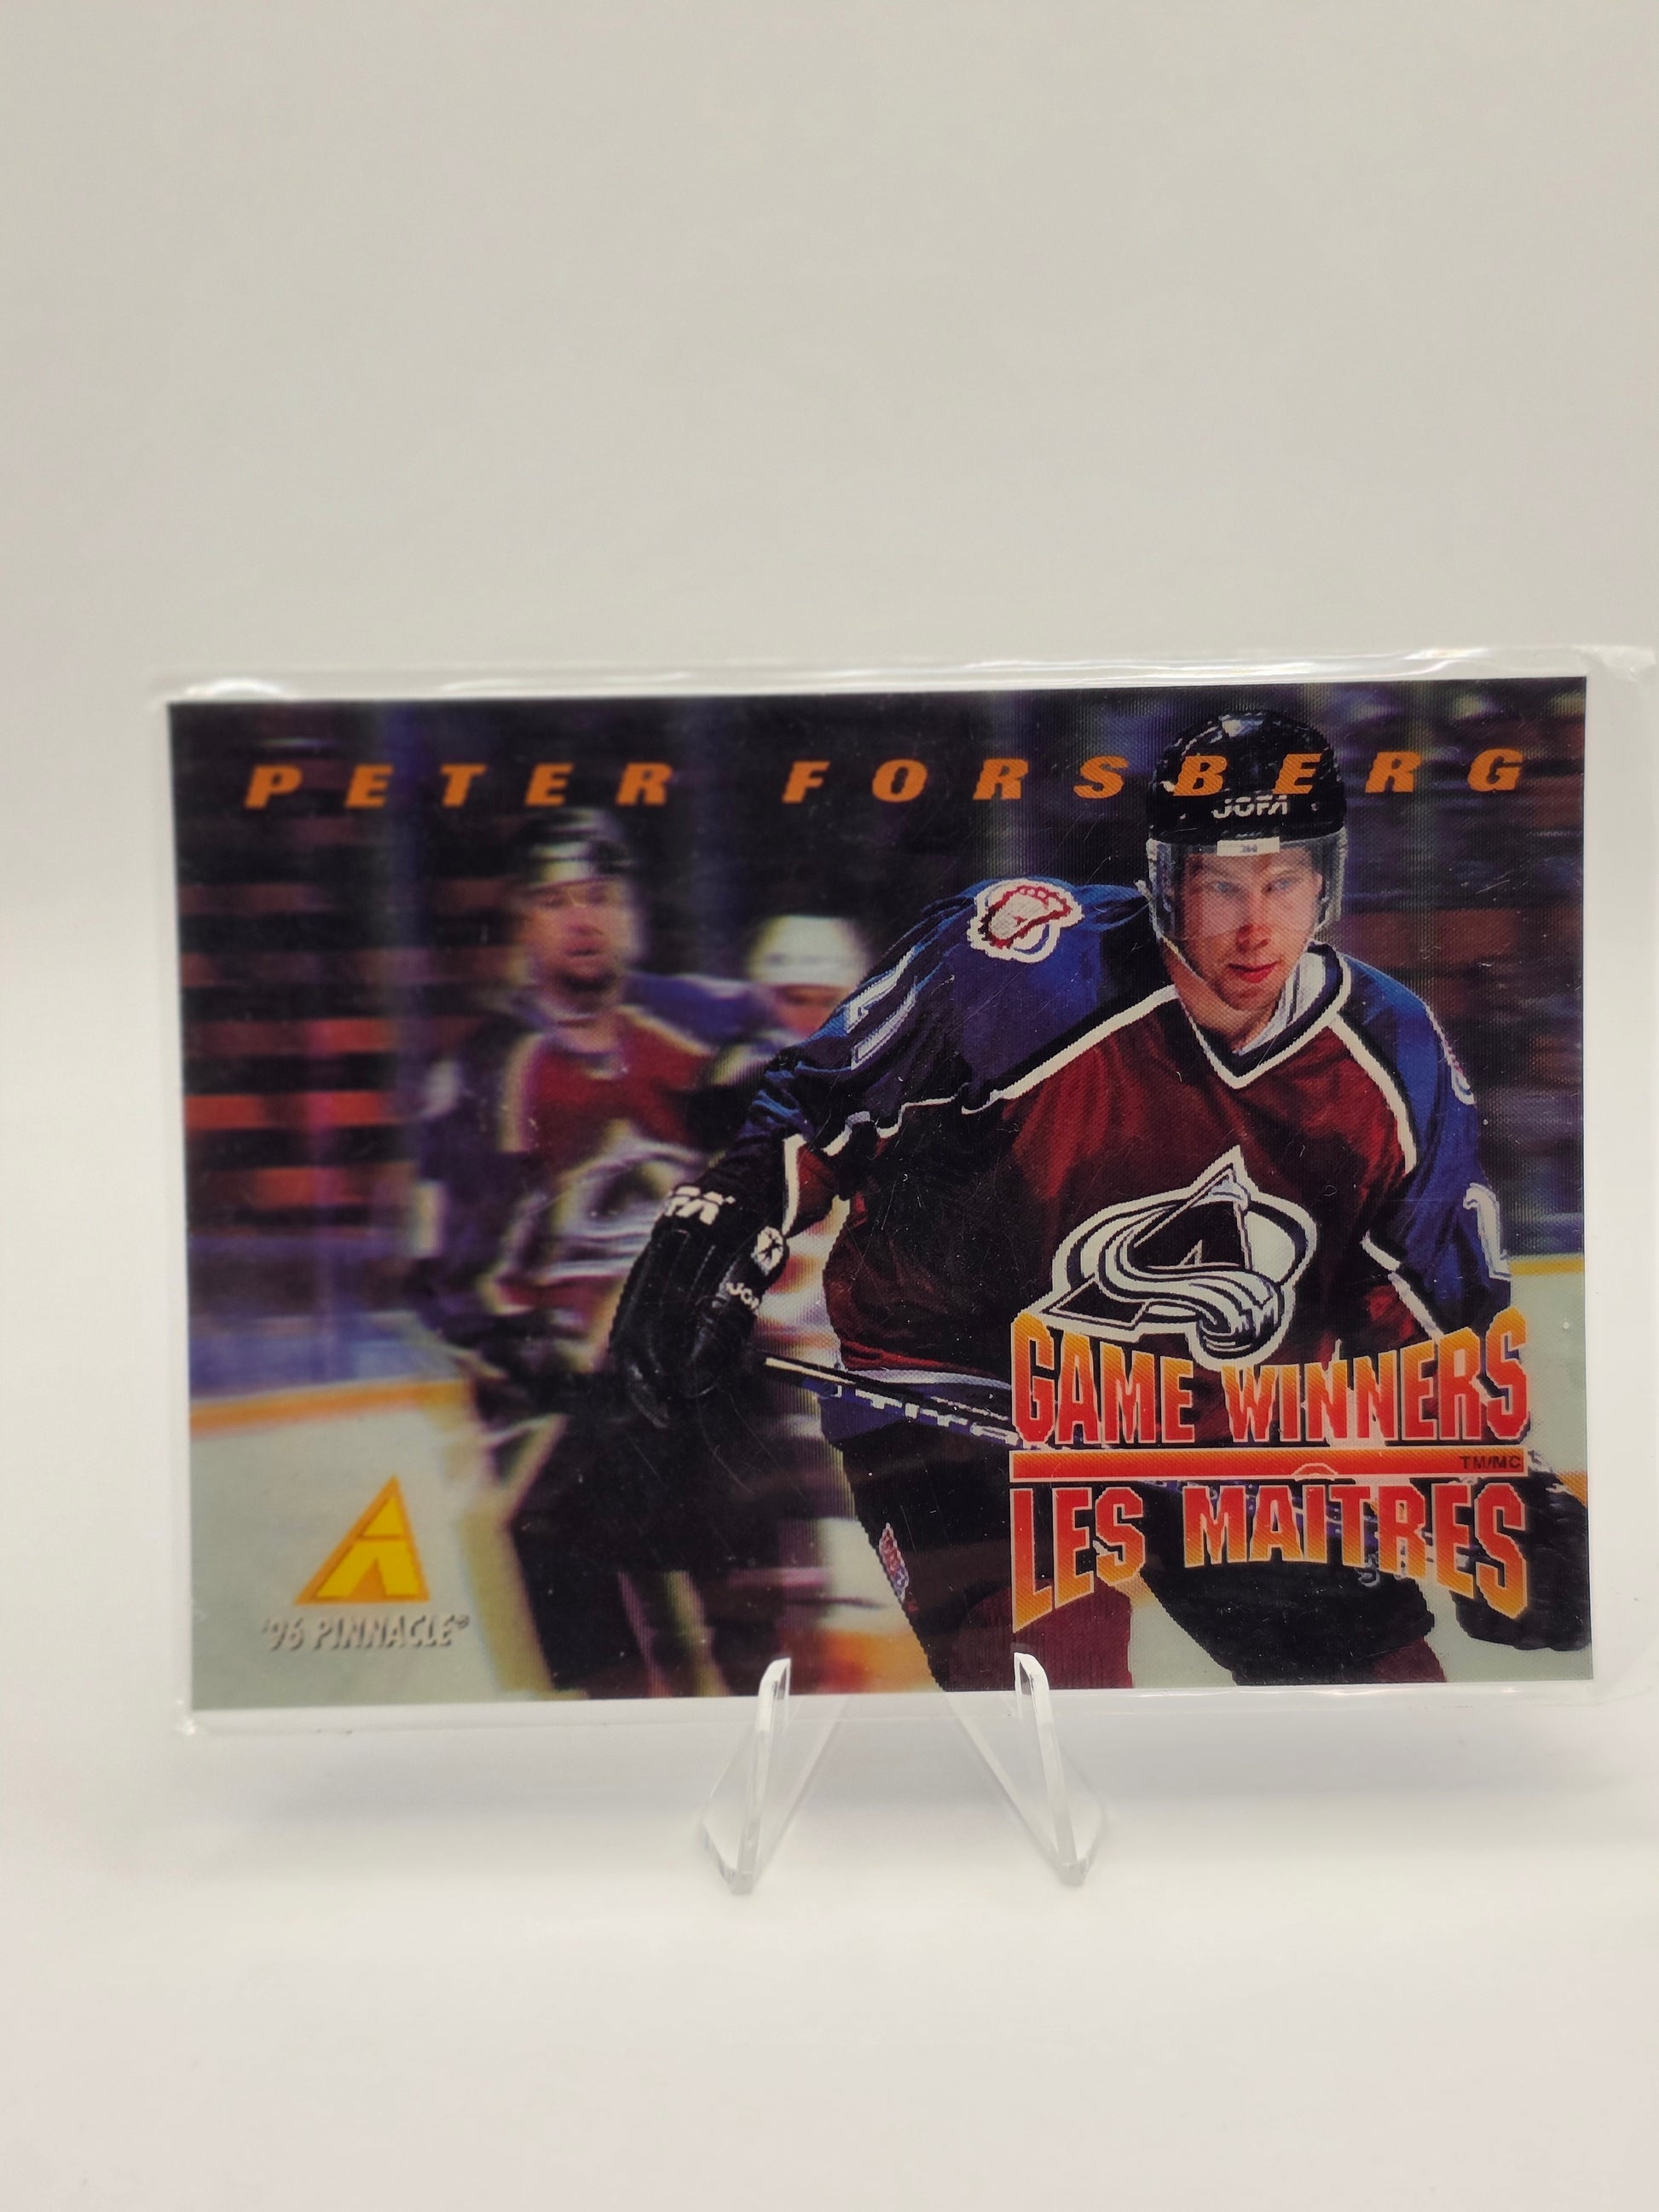 PETER FORSBERG
JOFA
GAME WINNERS
TM/MC
LES MAITRES
'96 PINNACLE®